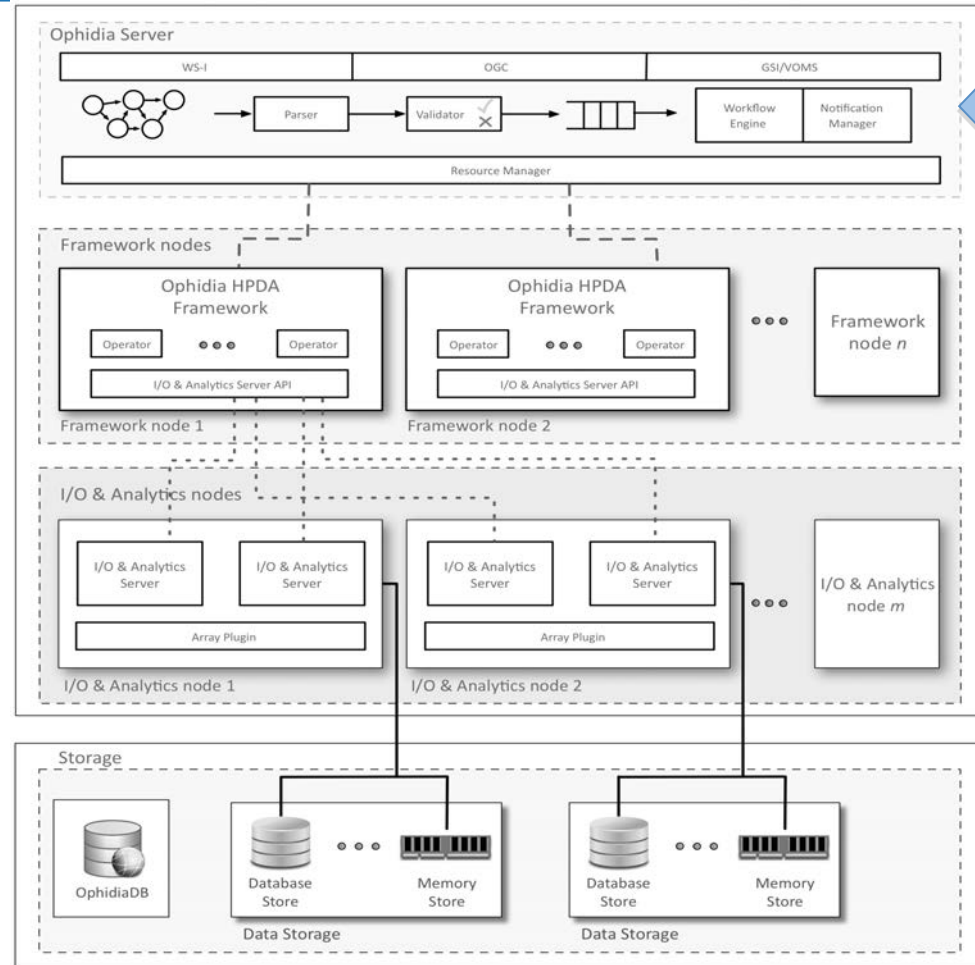 Ophidia Server
WS-I
OGC
GSI/VOMS
Parser
Validator
Workflow
Engine
Notification
Manager
Resource Manager
Framework nodes
Ophidia HPDA
Framework
Operator
Operator
I/O & Analytics Server API
Framework node 1
Ophidia HPDA
Framework
Operator
Operator
I/O & Analytics Server API
Framework node 2
Framework
node n
I/O & Analytics nodes
I/O & Analytics
Server
I/O & Analytics
Server
Array Plugin
I/O & Analytics node 1
I/O & Analytics
Server
I/O & Analytics
Server
Array Plugin
I/O & Analytics node 2
I/O & Analytics
node m
Storage
OphidiaDB
Database
Store
Memory
Store
Data Storage
Database
Store
Memory
Store
Data Storage